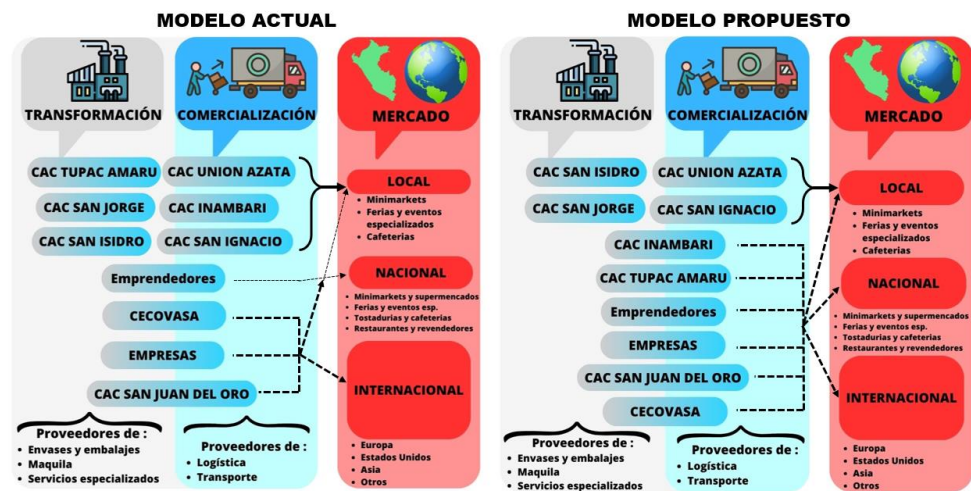 MODELO ACTUAL
TRANSFORMACIÓN
COMERCIALIZACIÓN
MERCADO
CAC TUPAC AMARU
CAC UNION AZATA
CAC SAN JORGE
CAC INAMBARI
CAC SAN ISIDRO
CAC SAN IGNACIO
Emprendedores
CECOVASA
EMPRESAS
CAC SAN JUAN DEL ORO
LOCAL
• Minimarkets
• Ferias y eventos
especializados
• Cafeterias
NACIONAL
• Minimarkets y supermencados
• Ferias y eventos esp.
• Tostadurias y cafeterias
• Restaurantes y revendedores
INTERNACIONAL
• Europa
• Estados Unidos
• Asia
• Otros
Proveedores de :
• Envases y embalajes
• Maquila
• Servicios especializados
Proveedores de :
• Logística
• Transporte
MODELO PROPUESTO
TRANSFORMACIÓN
COMERCIALIZACIÓN
MERCADO
CAC SAN ISIDRO
CAC UNION AZATA
CAC SAN JORGE
CAC SAN IGNACIO
CAC INAMBARI
CAC TUPAC AMARU
Emprendedores
EMPRESAS
CAC SAN JUAN DEL ORO
CECOVASA
LOCAL
• Minimarkets
• Ferias y eventos
especializados
• Cafeterias
NACIONAL
• Minimarkets y supermencados
• Ferias y eventos esp.
• Tostadurias y cafeterias
• Restaurantes y revendedores
INTERNACIONAL
• Europa
• Estados Unidos
• Asia
• Otros
Proveedores de :
• Envases y embalajes
• Maquila
• Servicios especializados
Proveedores de :
• Logística
• Transporte